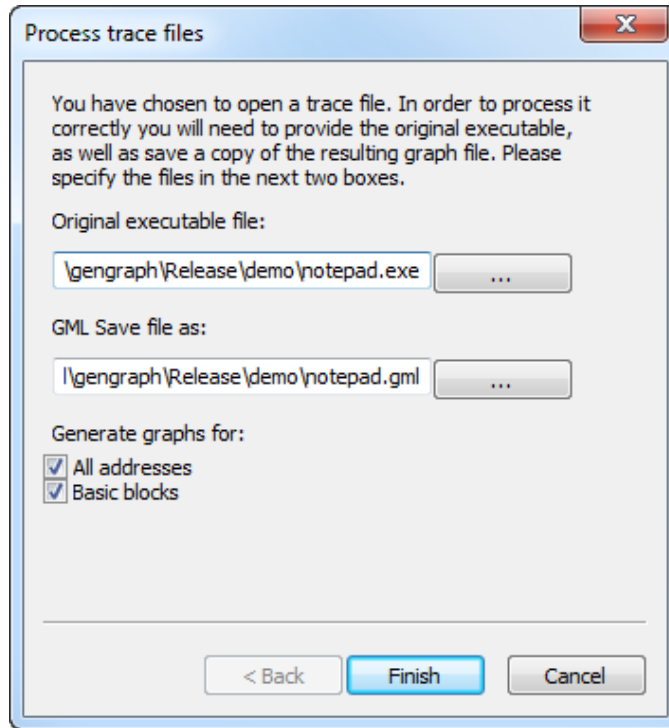 Process trace files
You have chosen to open a trace file. In order to process it
correctly you will need to provide the original executable,
as well as save a copy of the resulting graph file. Please
specify the files in the next two boxes.
Original executable file:
\gengraph\Release\demo\notepad.exe
...
GML Save file as:
l\gengraph\Release\demo\notepad.gml
...
Generate graphs for:
All addresses
Basic blocks
< Back
Finish
Cancel